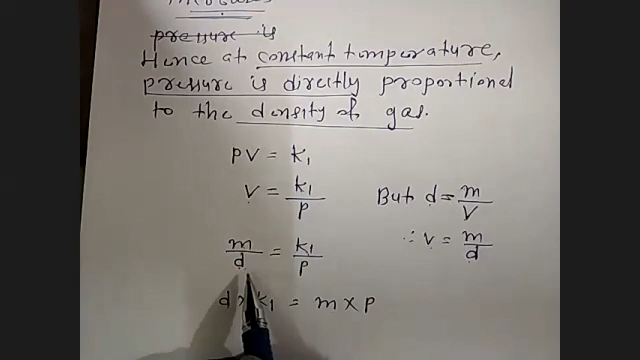 pressure is
Hence at constant temperature,
pressure is directly proportional
to the density of gas.
PV = K₁
V = K₁/P
But d = m/V
∴ V = m/d
m/d = K₁/P
d × K₁ = m × P